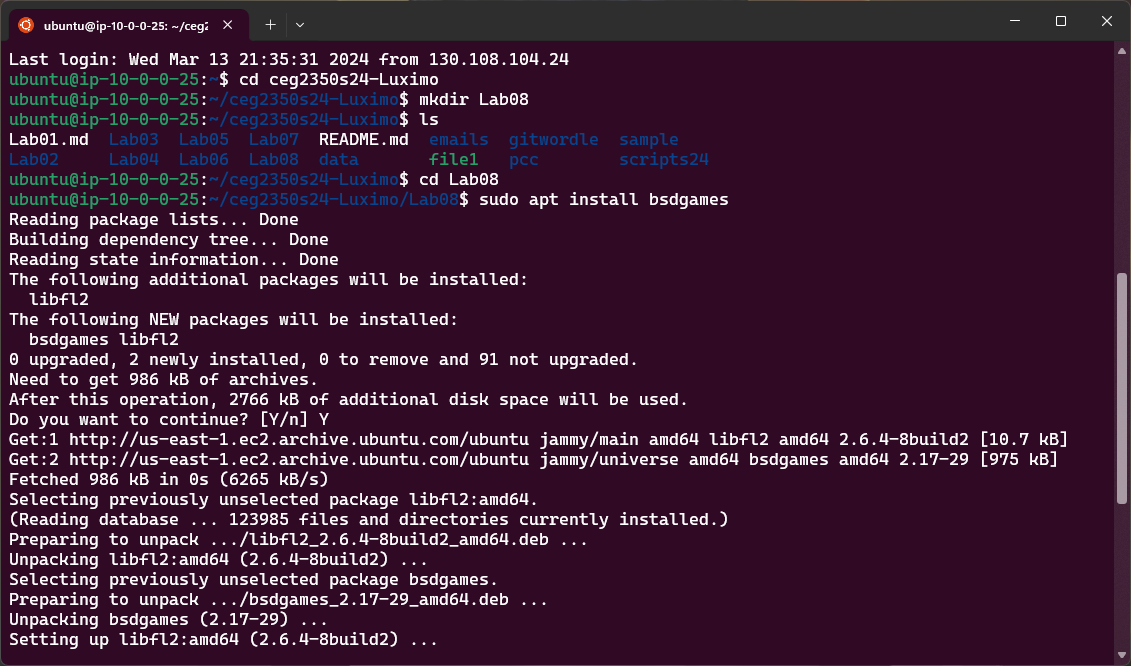 ubuntu@ip-10-0-0-25: ~/ceg2
Last login: Wed Mar 13 21:35:31 2024 from 130.108.104.24
ubuntu@ip-10-0-0-25:~$ cd ceg2350s24-Luximo
ubuntu@ip-10-0-0-25:~/ceg2350s24-Luximo$ mkdir Lab08
ubuntu@ip-10-0-0-25:~/ceg2350s24-Luximo$ ls
Lab01.md  Lab03  Lab05  Lab07  README.md  emails  gitwordle  sample
Lab02     Lab04  Lab06  Lab08  data       file1   pcc        scripts24
ubuntu@ip-10-0-0-25:~/ceg2350s24-Luximo$ cd Lab08
ubuntu@ip-10-0-0-25:~/ceg2350s24-Luximo/Lab08$ sudo apt install bsdgames
Reading package lists... Done
Building dependency tree... Done
Reading state information... Done
The following additional packages will be installed:
  libfl2
The following NEW packages will be installed:
  bsdgames libfl2
0 upgraded, 2 newly installed, 0 to remove and 91 not upgraded.
Need to get 986 kB of archives.
After this operation, 2766 kB of additional disk space will be used.
Do you want to continue? [Y/n] Y
Get:1 http://us-east-1.ec2.archive.ubuntu.com/ubuntu jammy/main amd64 libfl2 amd64 2.6.4-8build2 [10.7 kB]
Get:2 http://us-east-1.ec2.archive.ubuntu.com/ubuntu jammy/universe amd64 bsdgames amd64 2.17-29 [975 kB]
Fetched 986 kB in 0s (6265 kB/s)
Selecting previously unselected package libfl2:amd64.
(Reading database ... 123985 files and directories currently installed.)
Preparing to unpack .../libfl2_2.6.4-8build2_amd64.deb ...
Unpacking libfl2:amd64 (2.6.4-8build2) ...
Selecting previously unselected package bsdgames.
Preparing to unpack .../bsdgames_2.17-29_amd64.deb ...
Unpacking bsdgames (2.17-29) ...
Setting up libfl2:amd64 (2.6.4-8build2) ...